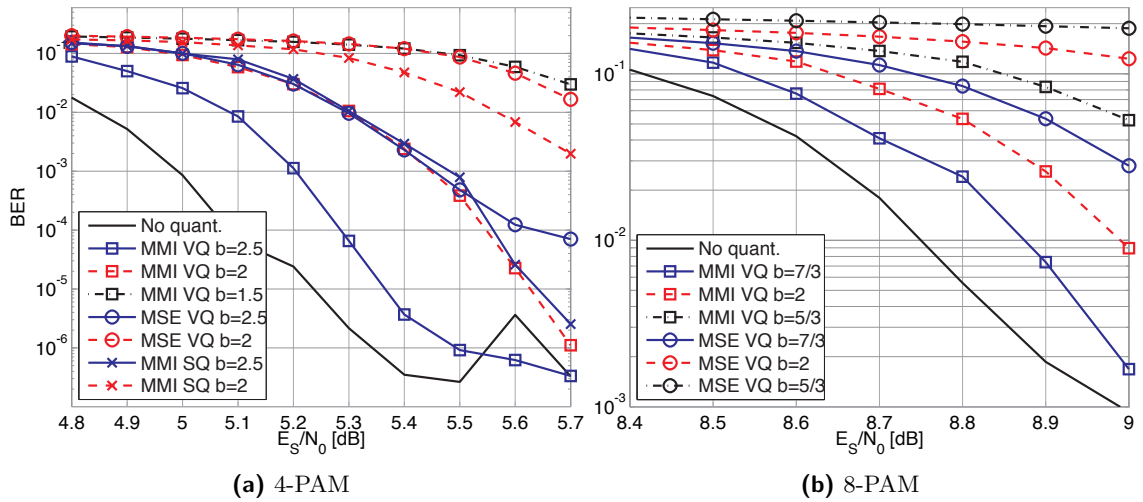 10^-1
10^-2
10^-3
10^-4
10^-5
10^-6
BER
No quant.
MMI VQ b=2.5
MMI VQ b=2
MMI VQ b=1.5
MSE VQ b=2.5
MSE VQ b=2
MMI SQ b=2.5
MMI SQ b=2
4.8 4.9 5 5.1 5.2 5.3 5.4 5.5 5.6 5.7
E_S/N_0 [dB]
(a) 4-PAM
10^-1
10^-2
10^-3
No quant.
MMI VQ b=7/3
MMI VQ b=2
MMI VQ b=5/3
MSE VQ b=7/3
MSE VQ b=2
MSE VQ b=5/3
8.4 8.5 8.6 8.7 8.8 8.9 9
E_S/N_0 [dB]
(b) 8-PAM